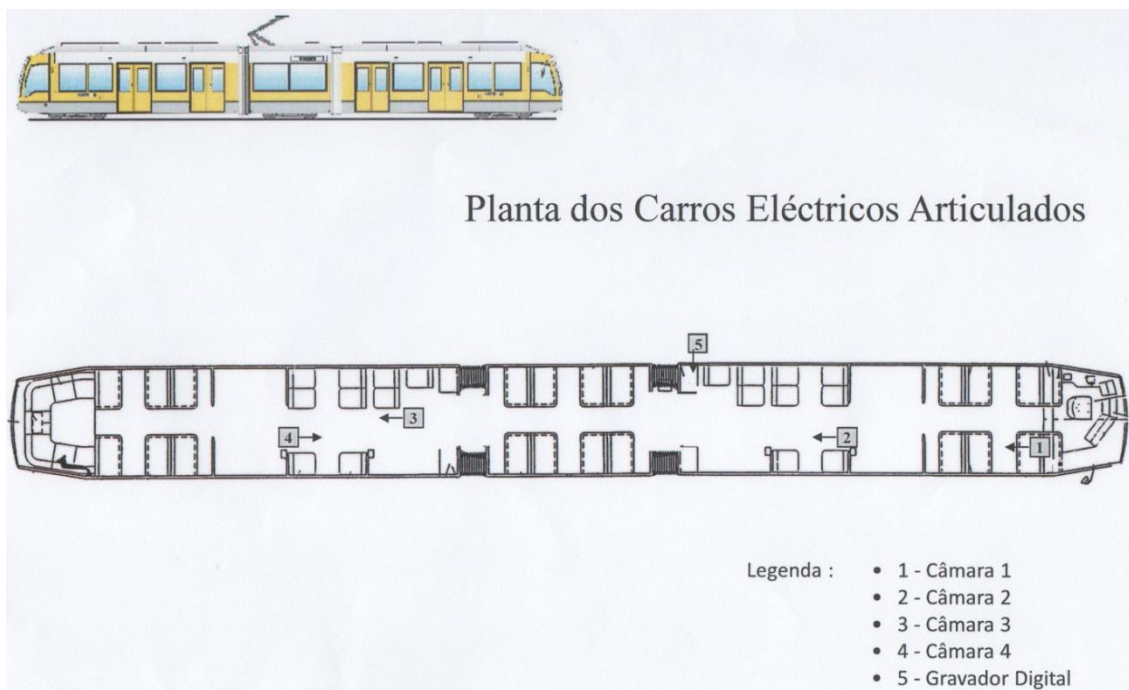 Planta dos Carros Eléctricos Articulados
5
3
4
2
1
Legenda :
• 1 - Câmara 1
• 2 - Câmara 2
• 3 - Câmara 3
• 4 - Câmara 4
• 5 - Gravador Digital